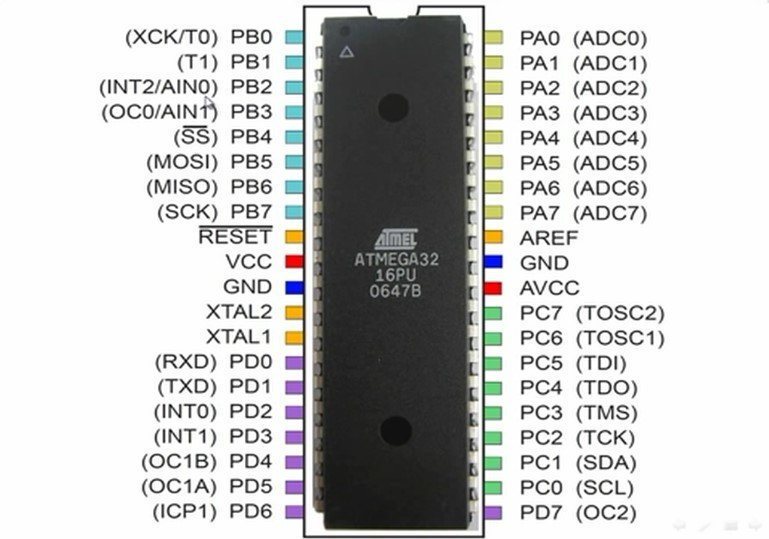 (XCK/T0) PB0
(T1) PB1
(INT2/AIN0) PB2
(OC0/AIN1) PB3
(S̅S̅) PB4
(MOSI) PB5
(MISO) PB6
(SCK) PB7
R̅E̅S̅E̅T̅
VCC
GND
XTAL2
XTAL1
(RXD) PD0
(TXD) PD1
(INT0) PD2
(INT1) PD3
(OC1B) PD4
(OC1A) PD5
(ICP1) PD6
ATMEL
ATMEGA32
16PU
0647B
PA0 (ADC0)
PA1 (ADC1)
PA2 (ADC2)
PA3 (ADC3)
PA4 (ADC4)
PA5 (ADC5)
PA6 (ADC6)
PA7 (ADC7)
AREF
GND
AVCC
PC7 (TOSC2)
PC6 (TOSC1)
PC5 (TDI)
PC4 (TDO)
PC3 (TMS)
PC2 (TCK)
PC1 (SDA)
PC0 (SCL)
PD7 (OC2)